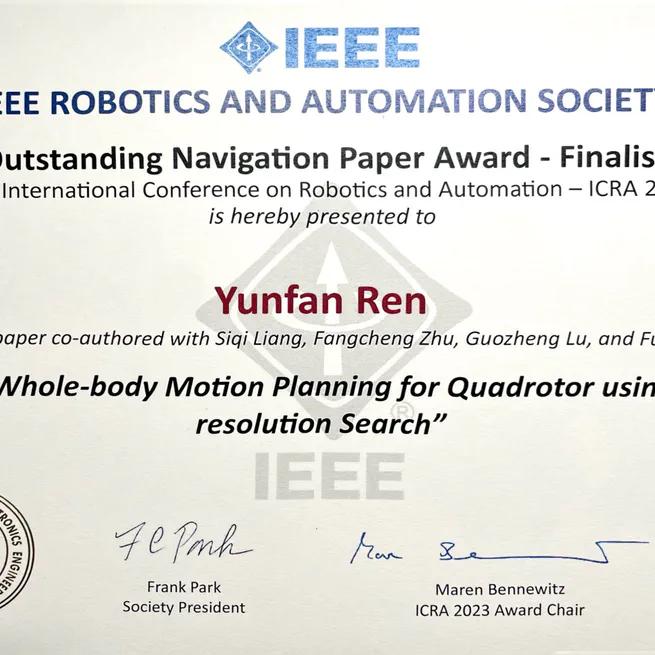 IEEE
EEE ROBOTICS AND AUTOMATION SOCIET
Outstanding Navigation Paper Award - Finalis
International Conference on Robotics and Automation – ICRA 2
is hereby presented to
Yunfan Ren
paper co-authored with Siqi Liang, Fangcheng Zhu, Guozheng Lu, and Fu
Whole-body Motion Planning for Quadrotor usin
resolution Search”
®
IEEE
TRONICS ENGINEE
F C Park
Frank Park
Society President
Maren Bennewitz
ICRA 2023 Award Chair